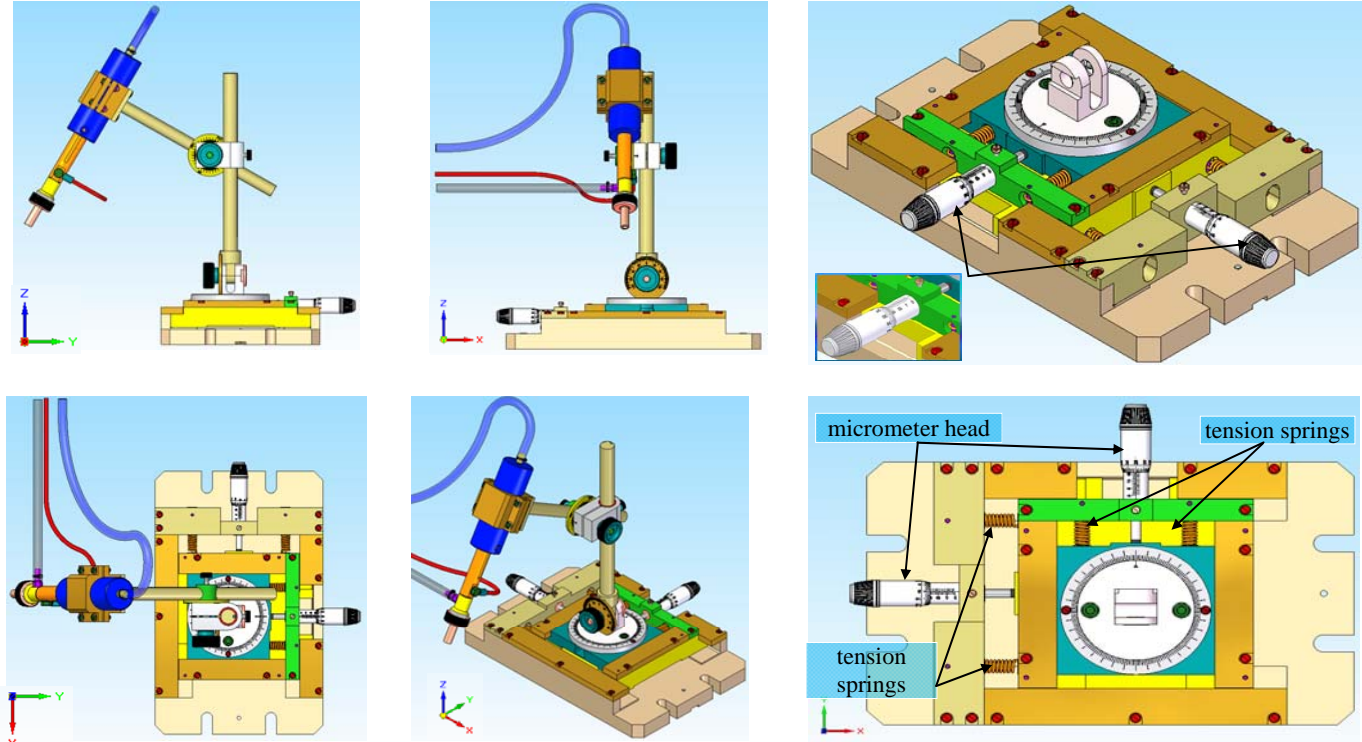 Z
Y
Z
X
micrometer head
tension springs
Y
X
Z
Y
X
tension
springs
X